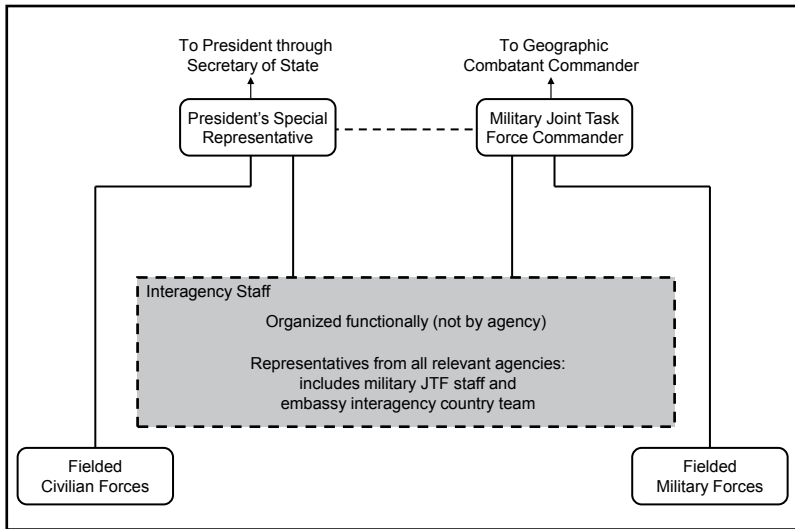 To President through
Secretary of State
To Geographic
Combatant Commander
President's Special
Representative
Military Joint Task
Force Commander
Interagency Staff
Organized functionally (not by agency)
Representatives from all relevant agencies:
includes military JTF staff and
embassy interagency country team
Fielded
Civilian Forces
Fielded
Military Forces